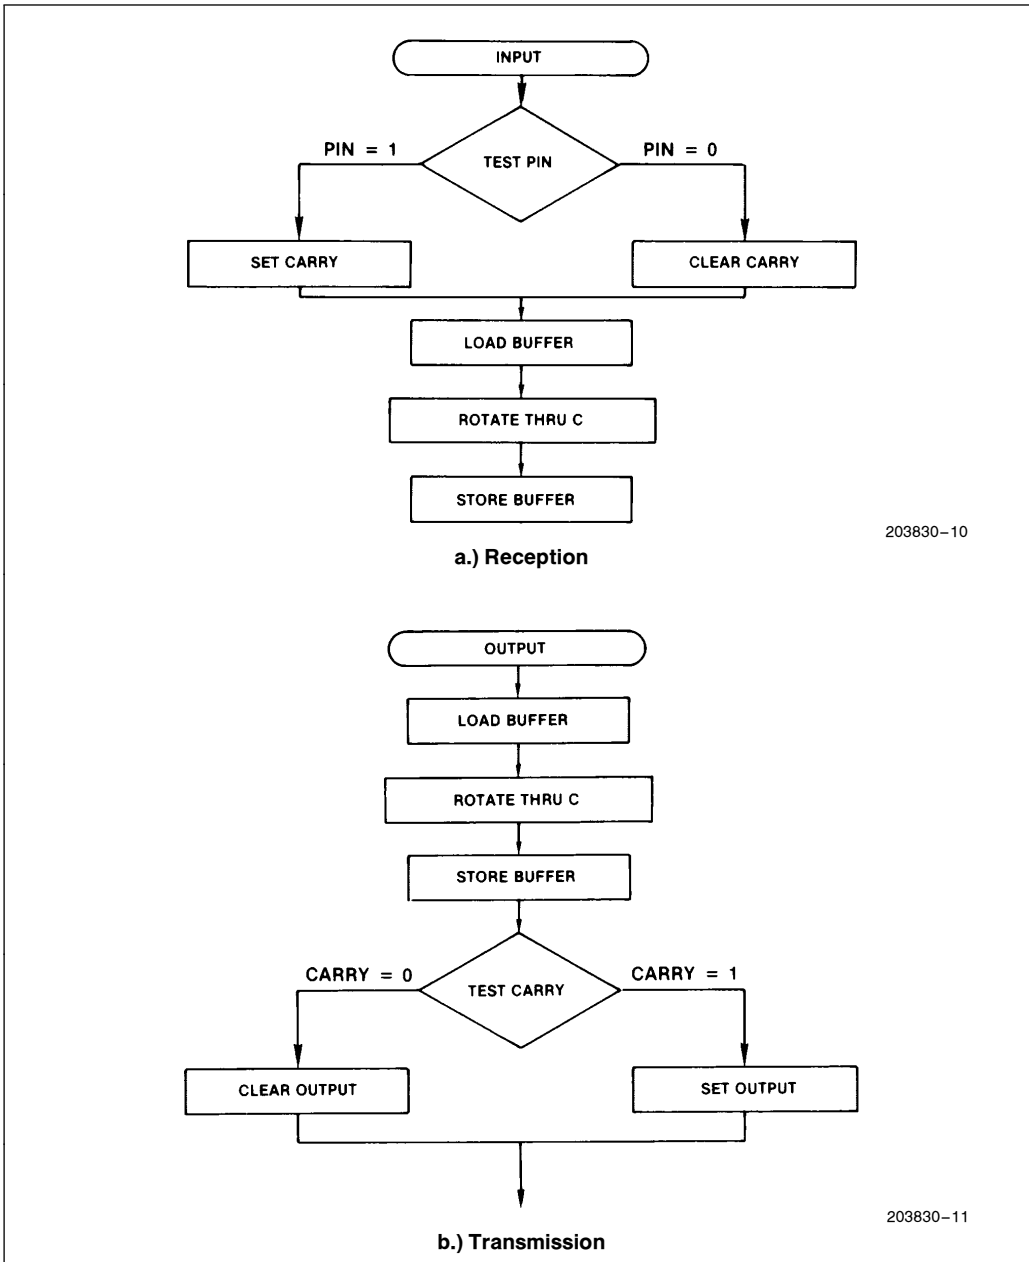 INPUT
PIN = 1
TEST PIN
PIN = 0
SET CARRY
CLEAR CARRY
LOAD BUFFER
ROTATE THRU C
STORE BUFFER
203830–10
a.) Reception
OUTPUT
LOAD BUFFER
ROTATE THRU C
STORE BUFFER
CARRY = 0
TEST CARRY
CARRY = 1
CLEAR OUTPUT
SET OUTPUT
203830–11
b.) Transmission